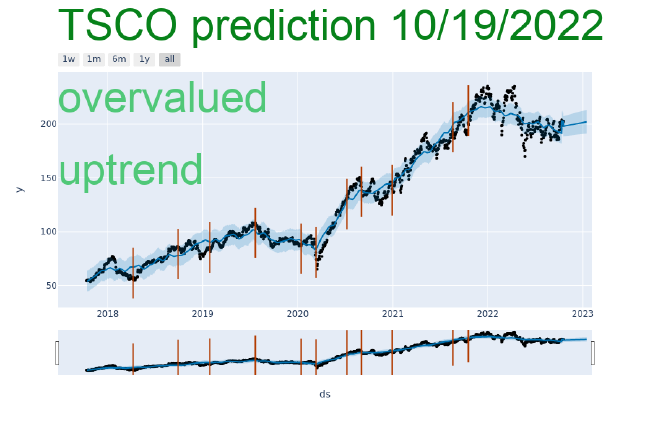 TSCO prediction 10/19/2022
1w 1m 6m 1y all
overvalued
uptrend
200
150
100
50
y
2018 2019 2020 2021 2022 2023
ds